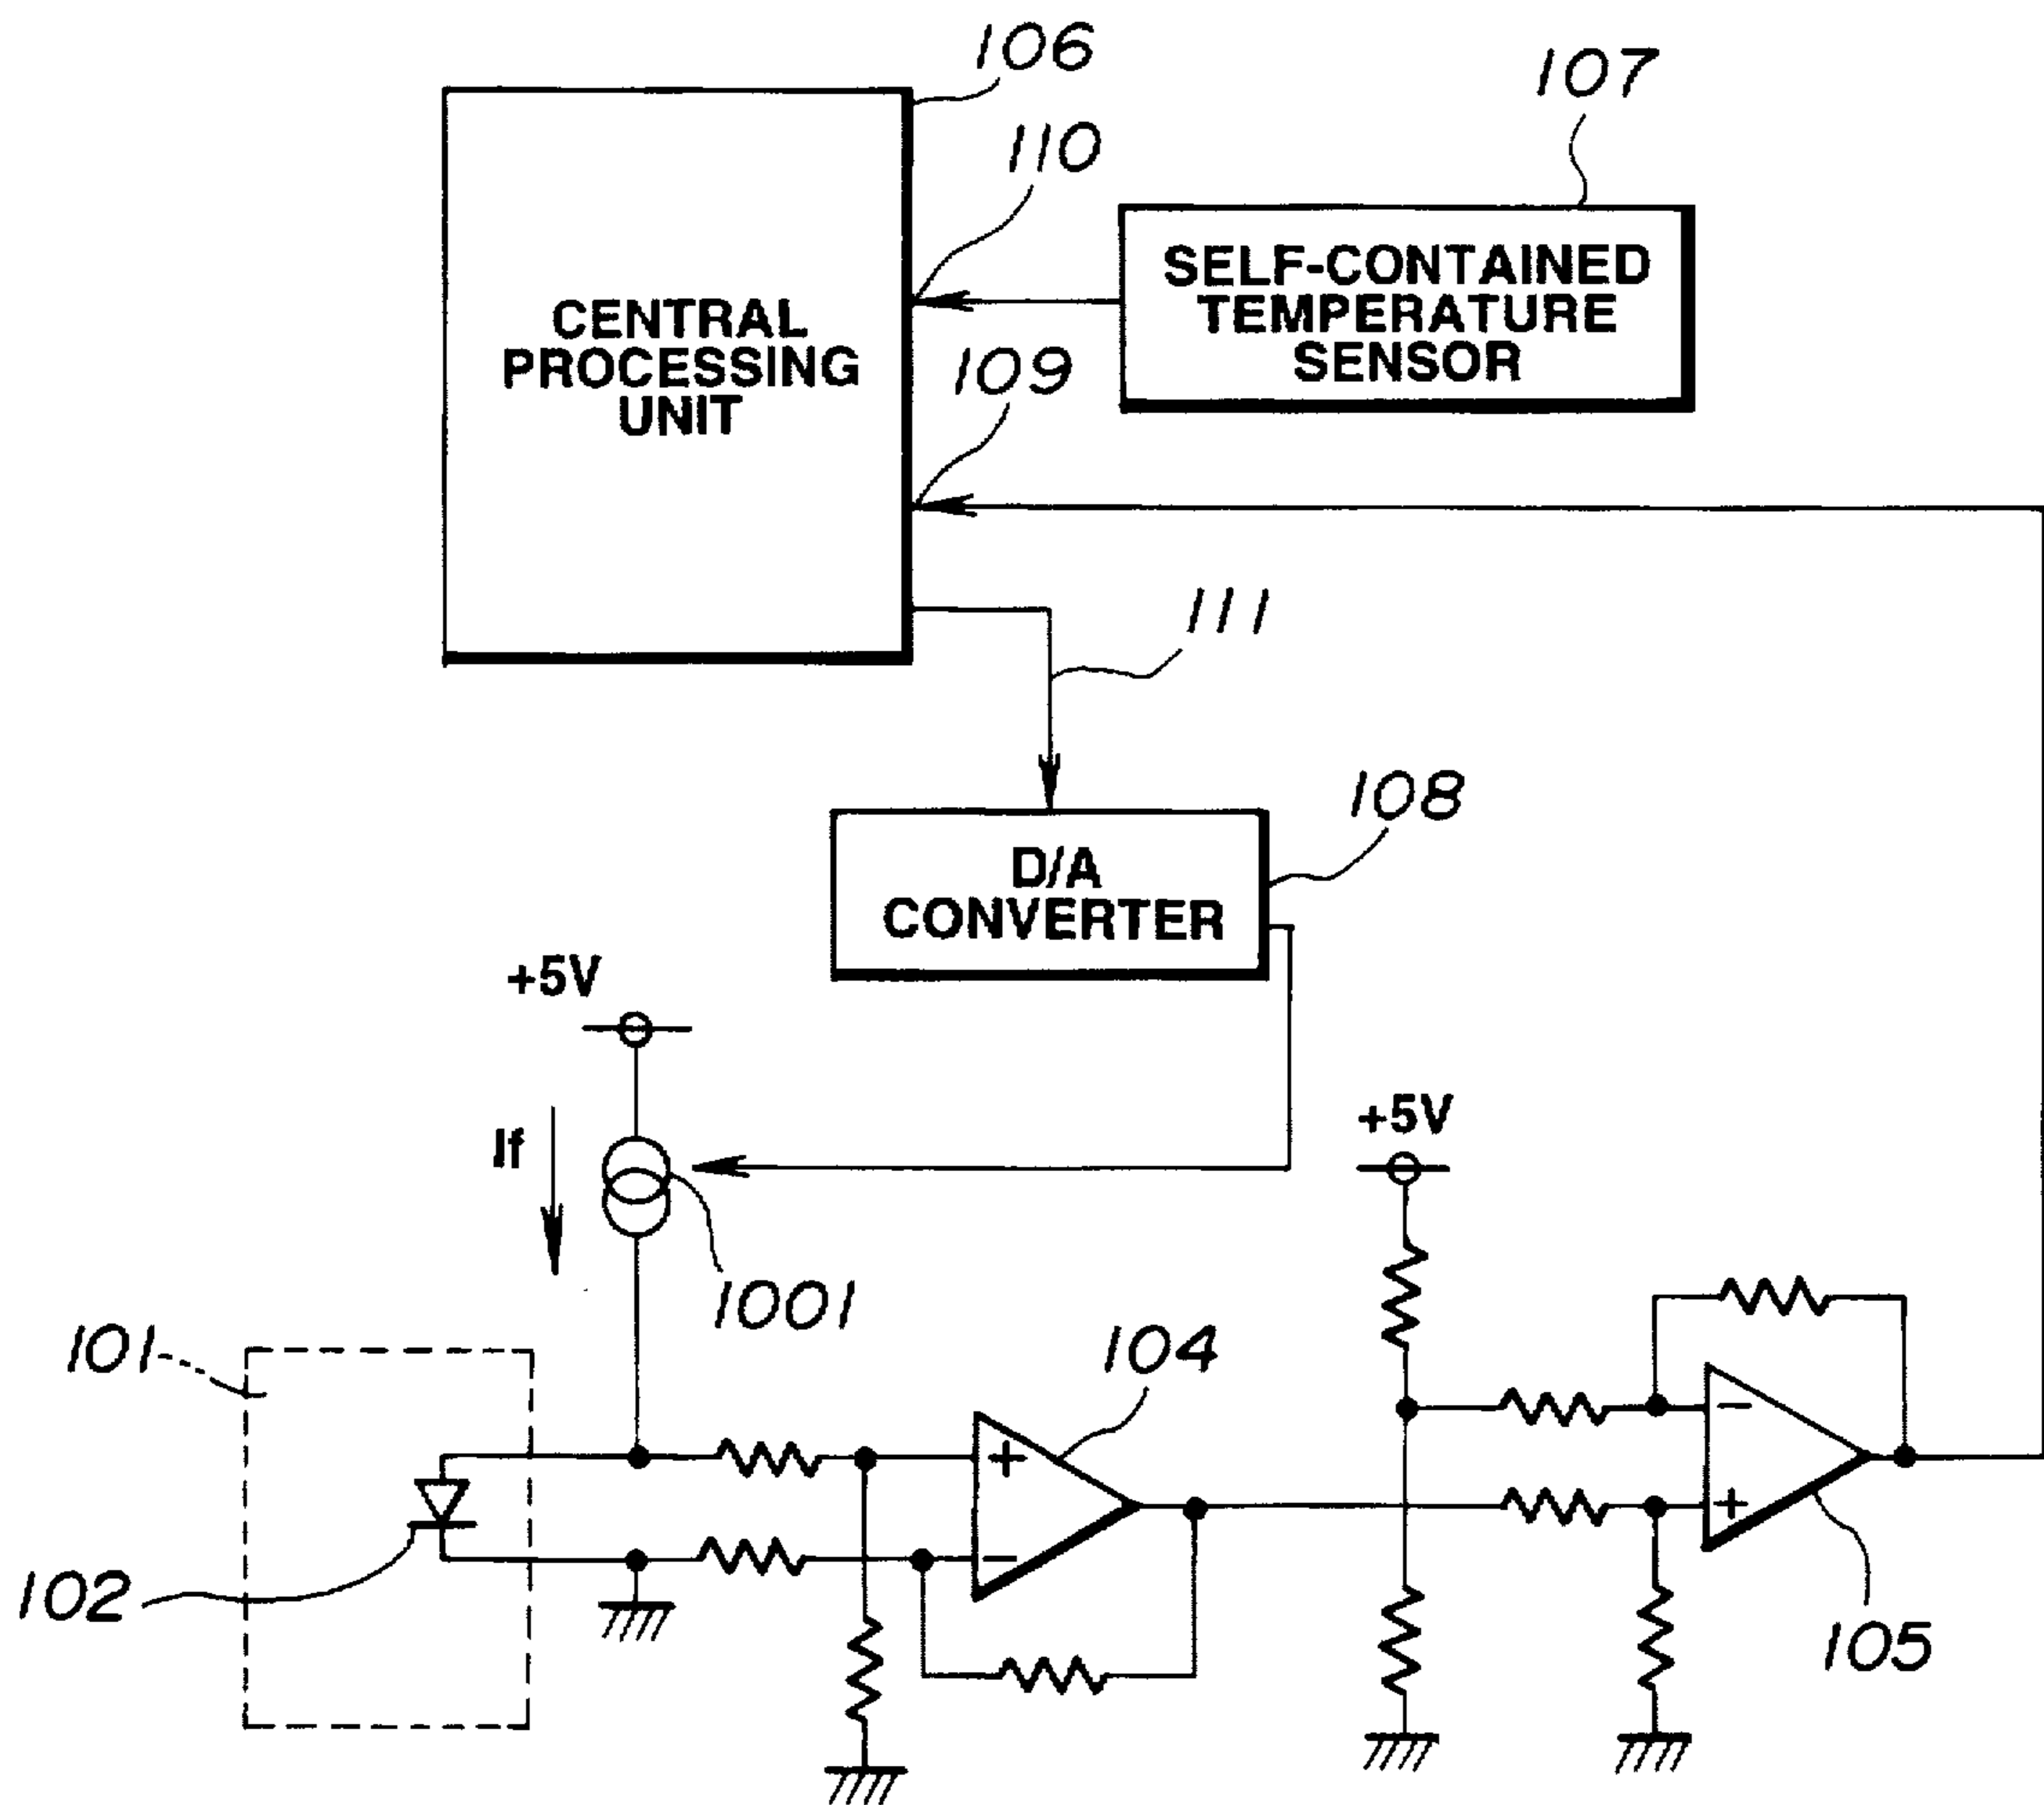 106
107
110
SELF-CONTAINED
TEMPERATURE
SENSOR
CENTRAL
PROCESSING
UNIT
109
111
108
D/A
CONVERTER
+5V
If
+5V
1001
101
104
+
−
−
+
102
105